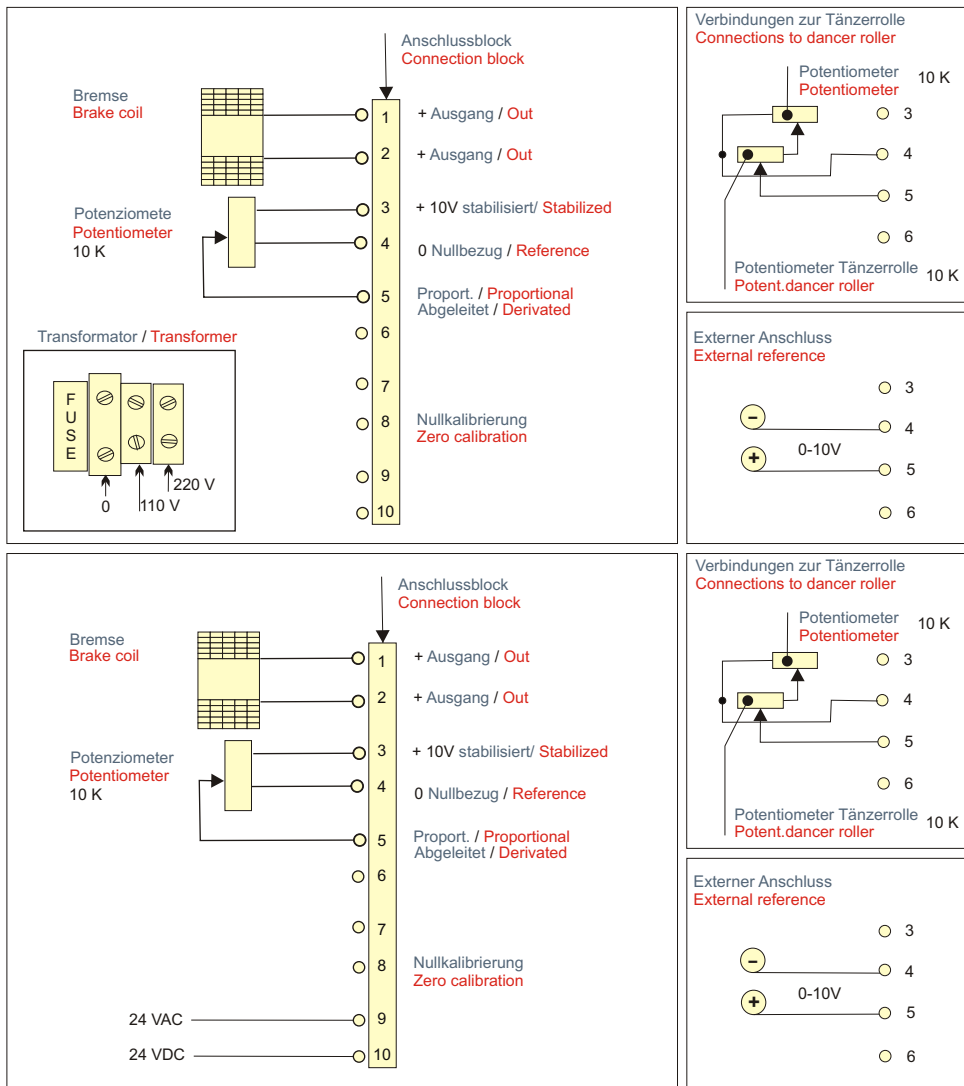 Anschlussblock
Connection block
Bremse
Brake coil
1
+ Ausgang / Out
2
+ Ausgang / Out
Potenziomete
Potentiometer
10 K
3
+ 10V stabilisiert/ Stabilized
4
0 Nullbezug / Reference
5
Proport. / Proportional
Abgeleitet / Derivated
6
7
8
Nullkalibrierung
Zero calibration
9
10
Transformator / Transformer
FUSE
0
110 V
220 V
Verbindungen zur Tänzerrolle
Connections to dancer roller
Potentiometer
Potentiometer
10 K
3
4
5
6
Potentiometer Tänzerrolle
Potent.dancer roller
10 K
Externer Anschluss
External reference
3
-
4
0-10V
+
5
6
Anschlussblock
Connection block
Bremse
Brake coil
1
+ Ausgang / Out
2
+ Ausgang / Out
Potenziometer
Potentiometer
10 K
3
+ 10V stabilisiert/ Stabilized
4
0 Nullbezug / Reference
5
Proport. / Proportional
Abgeleitet / Derivated
6
7
8
Nullkalibrierung
Zero calibration
24 VAC
9
24 VDC
10
Verbindungen zur Tänzerrolle
Connections to dancer roller
Potentiometer
Potentiometer
10 K
3
4
5
6
Potentiometer Tänzerrolle
Potent.dancer roller
10 K
Externer Anschluss
External reference
3
-
4
0-10V
+
5
6